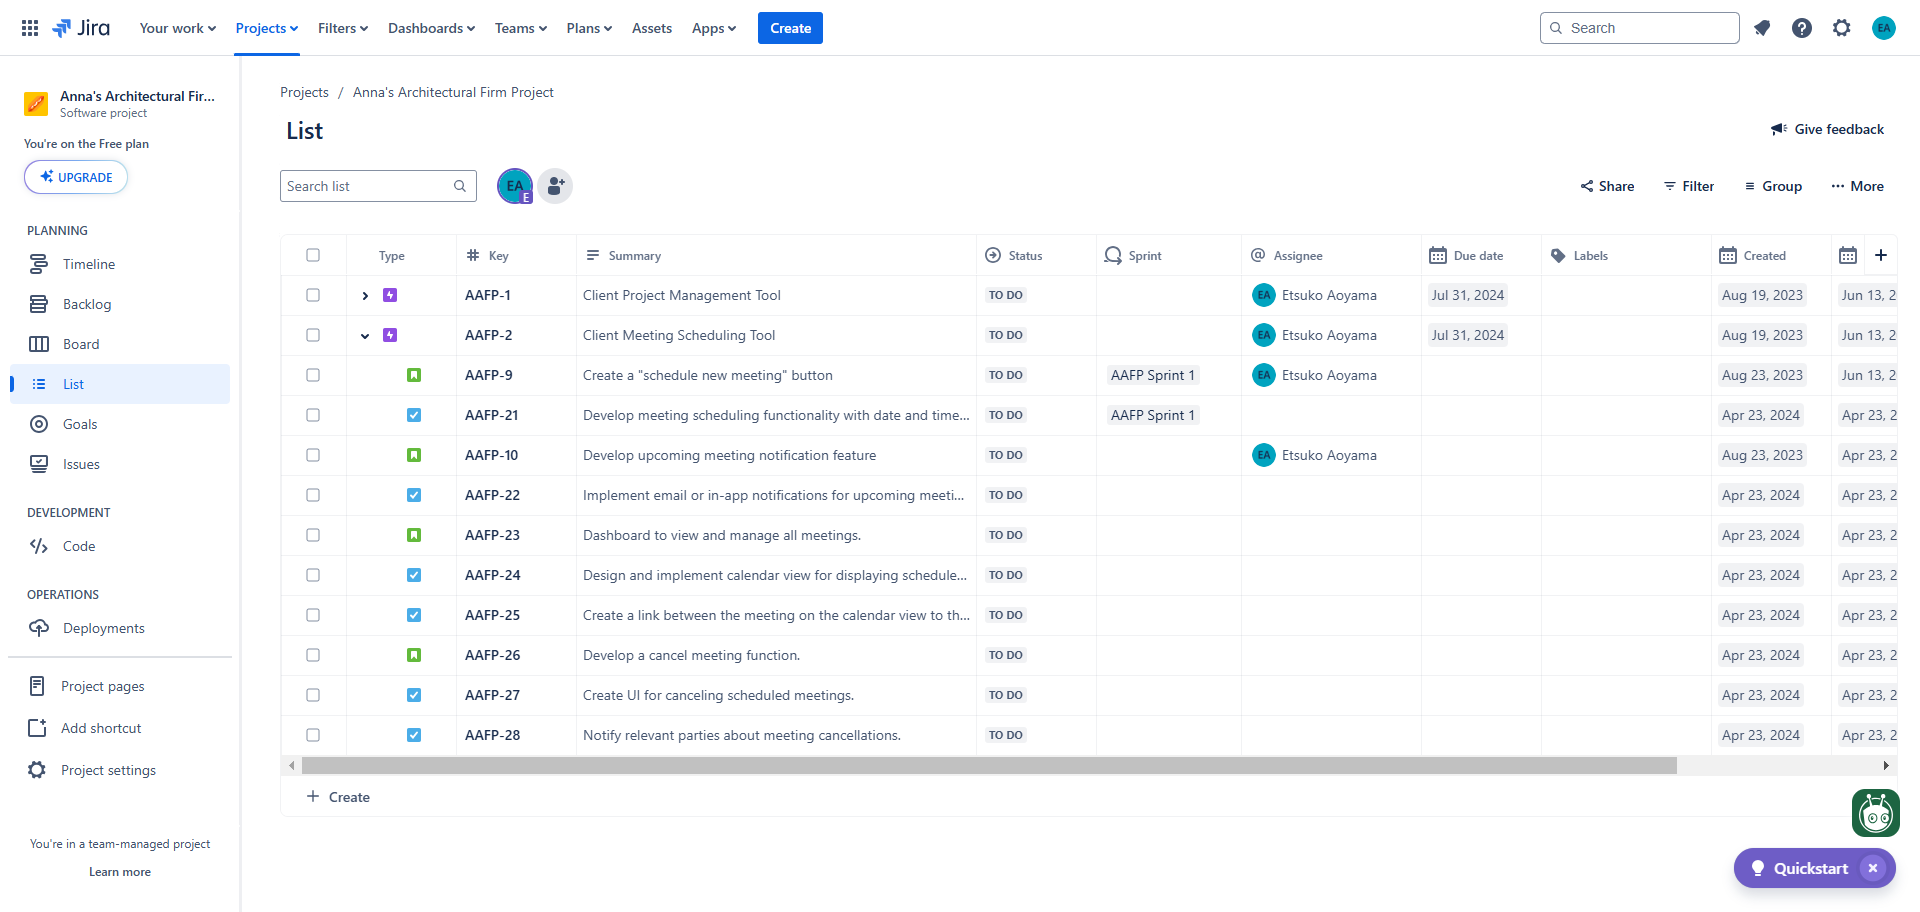 Jira Your work Projects Filters Dashboards Teams Plans Assets Apps Create Search EA
Anna's Architectural Fir...
Software project
You're on the Free plan
UPGRADE
PLANNING
Timeline
Backlog
Board
List
Goals
Issues
DEVELOPMENT
Code
OPERATIONS
Deployments
Project pages
Add shortcut
Project settings
You're in a team-managed project
Learn more
Projects / Anna's Architectural Firm Project
List
Give feedback
Search list EA E Share Filter Group More
Type Key Summary Status Sprint Assignee Due date Labels Created
AAFP-1 Client Project Management Tool TO DO EA Etsuko Aoyama Jul 31, 2024 Aug 19, 2023 Jun 13, 2
AAFP-2 Client Meeting Scheduling Tool TO DO EA Etsuko Aoyama Jul 31, 2024 Aug 19, 2023 Jun 13, 2
AAFP-9 Create a "schedule new meeting" button TO DO AAFP Sprint 1 EA Etsuko Aoyama Aug 23, 2023 Jun 13, 2
AAFP-21 Develop meeting scheduling functionality with date and time... TO DO AAFP Sprint 1 Apr 23, 2024 Apr 23, 2
AAFP-10 Develop upcoming meeting notification feature TO DO EA Etsuko Aoyama Aug 23, 2023 Apr 23, 2
AAFP-22 Implement email or in-app notifications for upcoming meeti... TO DO Apr 23, 2024 Apr 23, 2
AAFP-23 Dashboard to view and manage all meetings. TO DO Apr 23, 2024 Apr 23, 2
AAFP-24 Design and implement calendar view for displaying schedule... TO DO Apr 23, 2024 Apr 23, 2
AAFP-25 Create a link between the meeting on the calendar view to th... TO DO Apr 23, 2024 Apr 23, 2
AAFP-26 Develop a cancel meeting function. TO DO Apr 23, 2024 Apr 23, 2
AAFP-27 Create UI for canceling scheduled meetings. TO DO Apr 23, 2024 Apr 23, 2
AAFP-28 Notify relevant parties about meeting cancellations. TO DO Apr 23, 2024 Apr 23, 2
Create
Quickstart